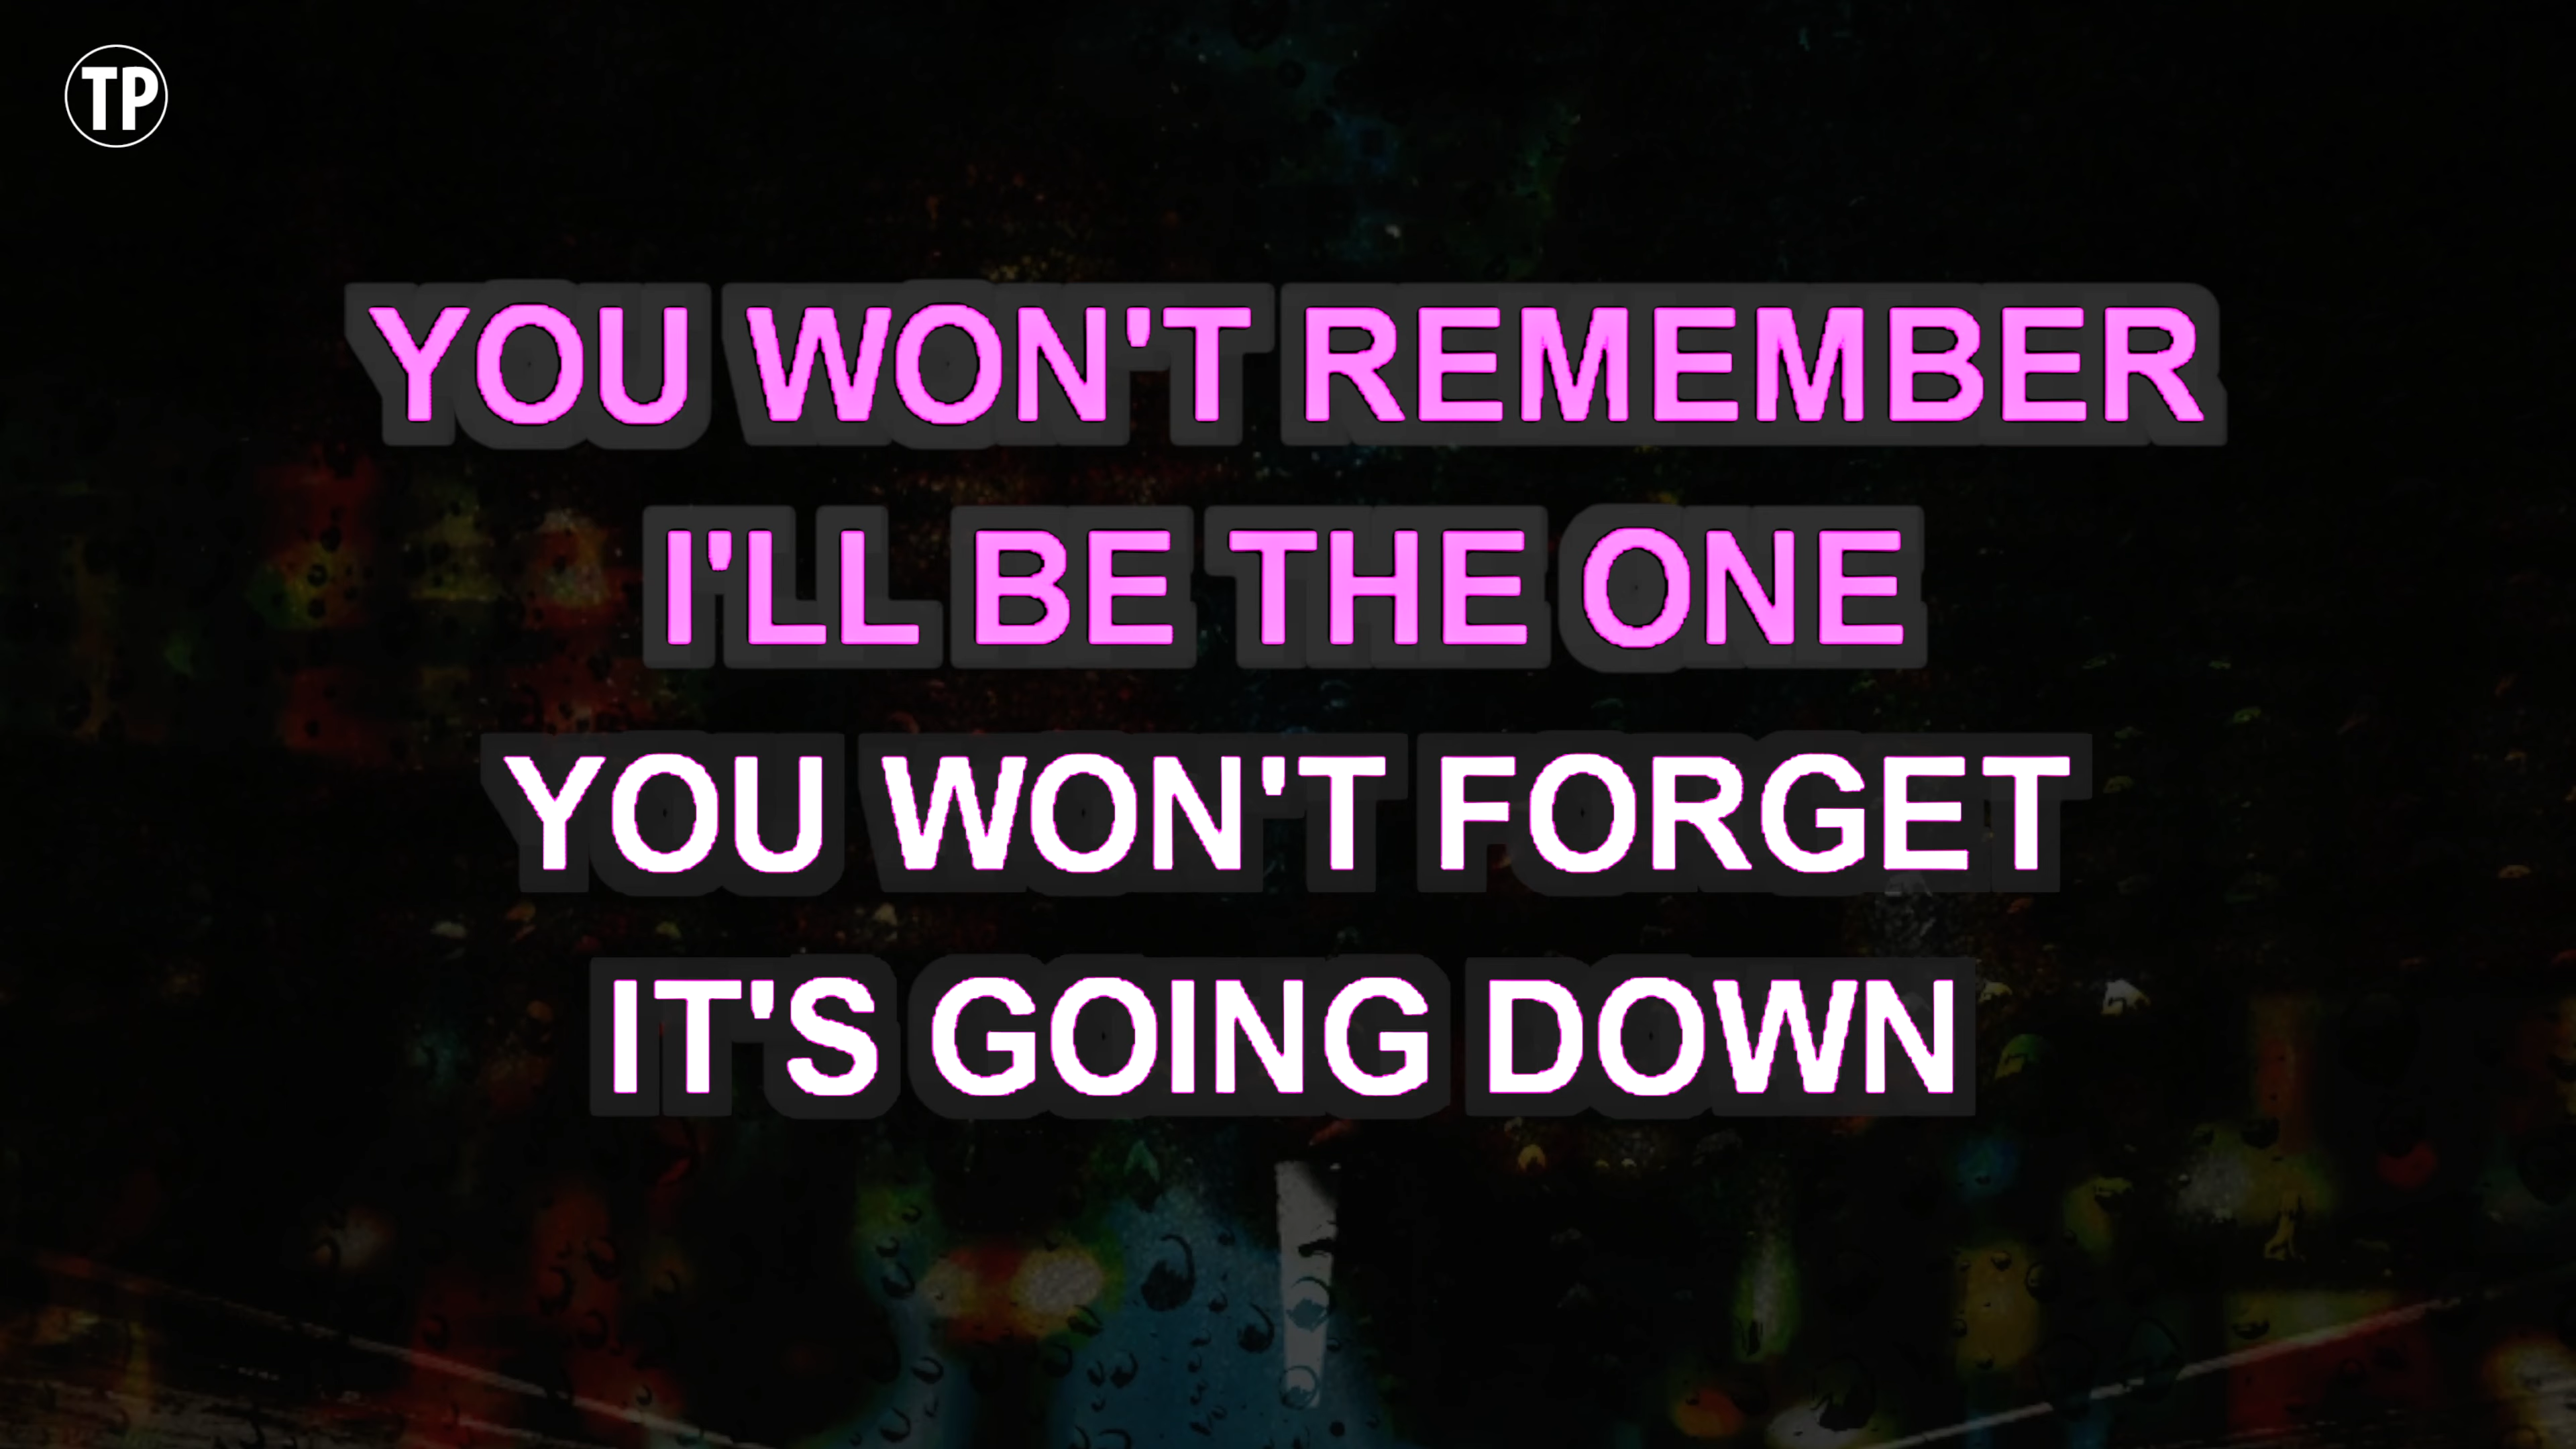 TP
YOU WON'T REMEMBER
I'LL BE THE ONE
YOU WON'T FORGET
IT'S GOING DOWN